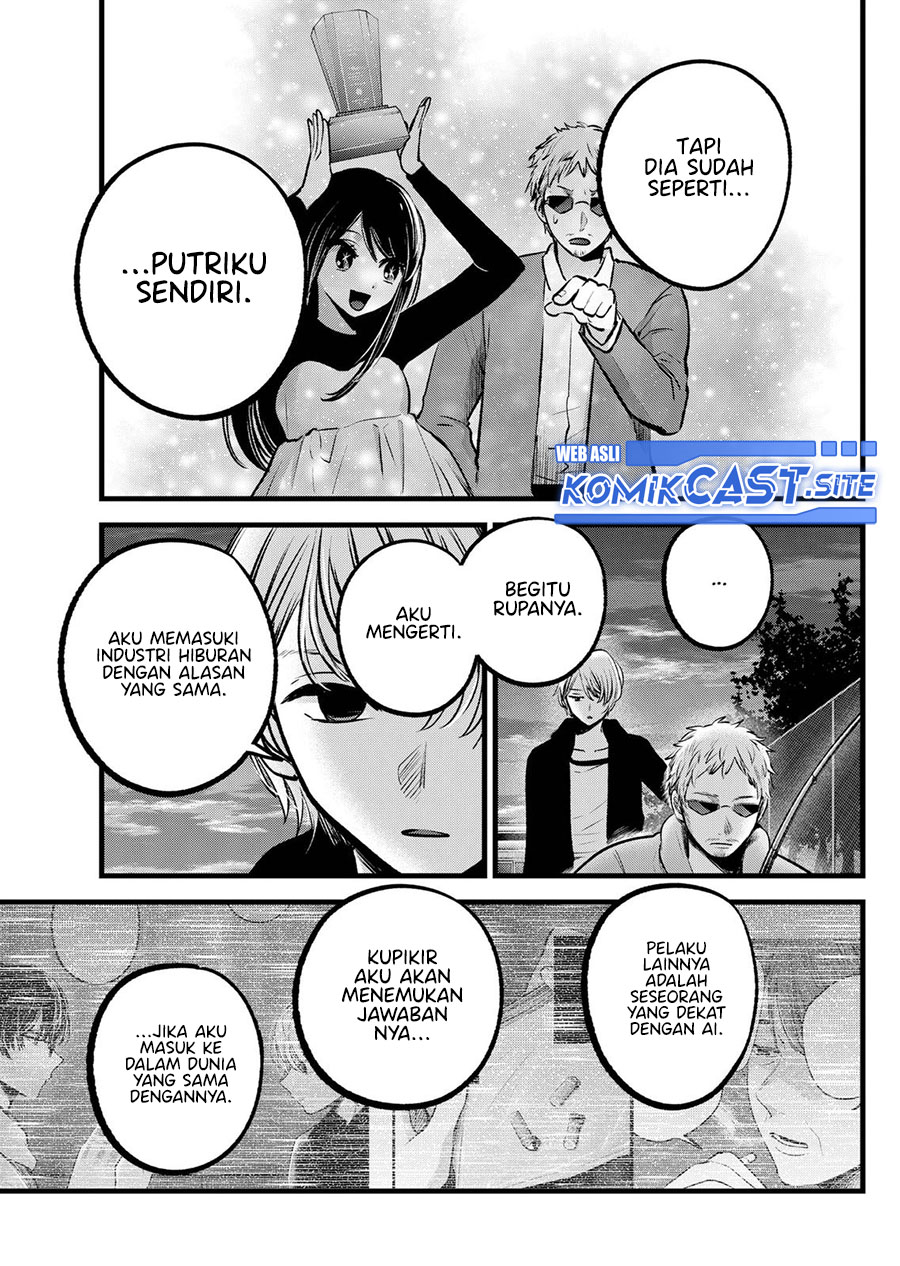 TAPI
DIA SUDAH
SEPERTI...
...PUTRIKU
SENDIRI.
WEB ASLI
KOMIKCAST.SITE
...
BEGITU
RUPANYA.
AKU
MENGERTI.
AKU MEMASUKI
INDUSTRI HIBURAN
DENGAN ALASAN
YANG SAMA.
PELAKU
LAINNYA
ADALAH
SESEORANG
YANG DEKAT
DENGAN AI.
KUPIKIR
AKU AKAN
MENEMUKAN
JAWABAN
NYA...
...JIKA AKU
MASUK KE
DALAM DUNIA
YANG SAMA
DENGANNYA.